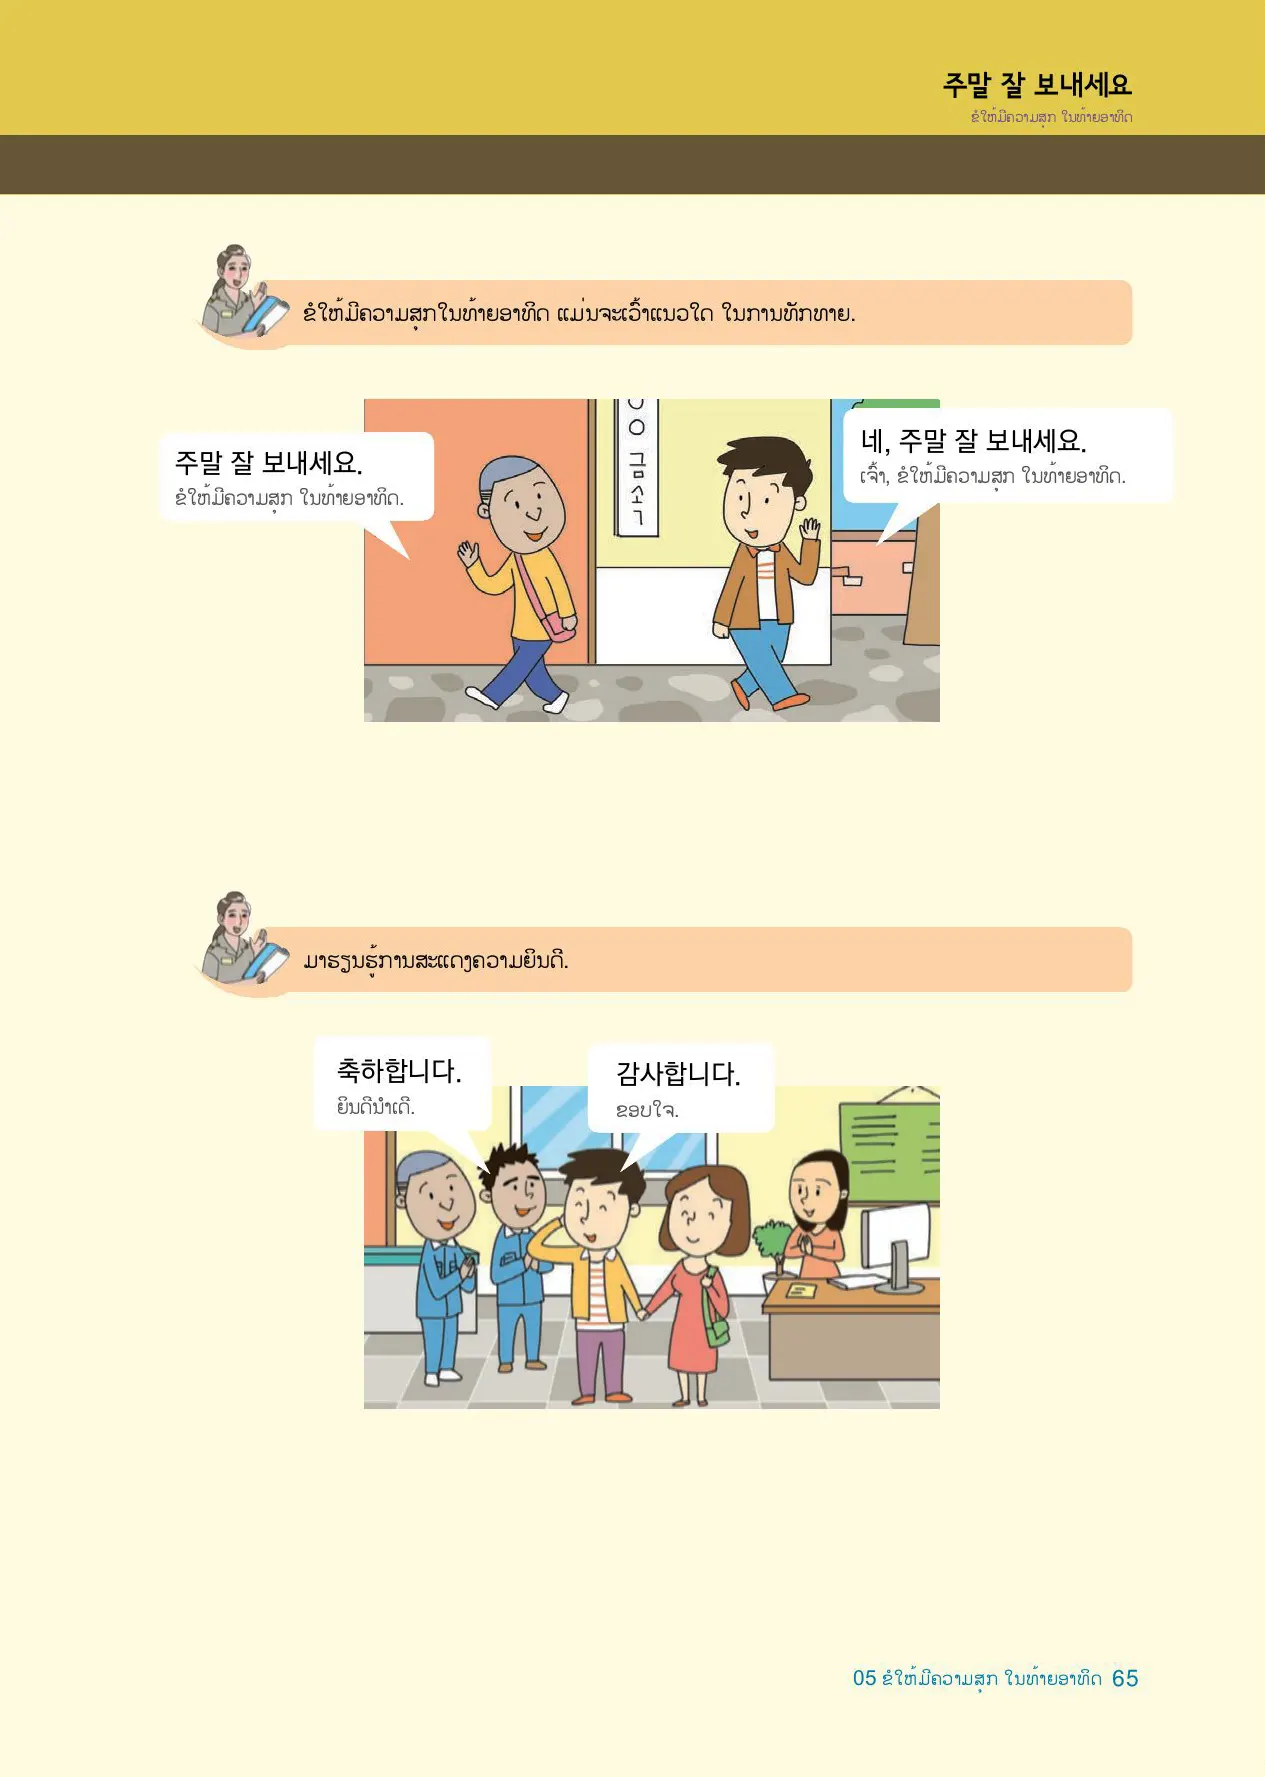 주말 잘 보내세요
ຂໍໃຫ້ມີຄວາມສຸກ ໃນທ້າຍອາທິດ
ຂໍໃຫ້ມີຄວາມສຸກໃນທ້າຍອາທິດ ແມ່ນຈະເວົ້າແນວໃດ ໃນການທັກທາຍ.
주말 잘 보내세요.
ຂໍໃຫ້ມີຄວາມສຸກ ໃນທ້າຍອາທິດ.
네, 주말 잘 보내세요.
ເຈົ້າ, ຂໍໃຫ້ມີຄວາມສຸກ ໃນທ້າຍອາທິດ.
금
ມາຮຽນຮູ້ການສະແດງຄວາມຍິນດີ.
축하합니다.
ຍິນດີນຳເດີ.
감사합니다.
ຂອບໃຈ.
05 ຂໍໃຫ້ມີຄວາມສຸກ ໃນທ້າຍອາທິດ 65